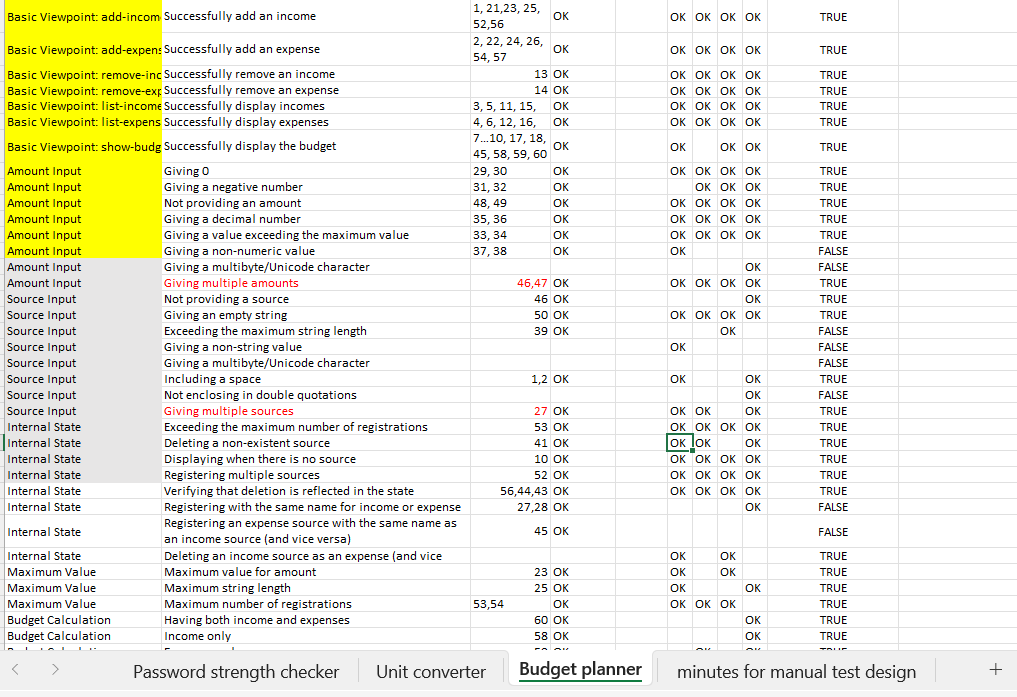 Basic Viewpoint: add-incom Successfully add an income 1, 21,23, 25, 52,56 OK OK OK OK OK TRUE
Basic Viewpoint: add-expens Successfully add an expense 2, 22, 24, 26, 54, 57 OK OK OK OK OK TRUE
Basic Viewpoint: remove-inc Successfully remove an income 13 OK OK OK OK OK TRUE
Basic Viewpoint: remove-exp Successfully remove an expense 14 OK OK OK OK OK TRUE
Basic Viewpoint: list-income Successfully display incomes 3, 5, 11, 15, OK OK OK OK OK TRUE
Basic Viewpoint: list-expens Successfully display expenses 4, 6, 12, 16, OK OK OK OK OK TRUE
Basic Viewpoint: show-budg Successfully display the budget 7...10, 17, 18, 45, 58, 59, 60 OK OK OK OK TRUE
Amount Input Giving 0 29, 30 OK OK OK OK OK TRUE
Amount Input Giving a negative number 31, 32 OK OK OK OK TRUE
Amount Input Not providing an amount 48, 49 OK OK OK OK OK TRUE
Amount Input Giving a decimal number 35, 36 OK OK OK OK OK TRUE
Amount Input Giving a value exceeding the maximum value 33, 34 OK OK OK OK OK TRUE
Amount Input Giving a non-numeric value 37, 38 OK OK FALSE
Amount Input Giving a multibyte/Unicode character OK FALSE
Amount Input Giving multiple amounts 46,47 OK OK OK OK OK TRUE
Source Input Not providing a source 46 OK OK TRUE
Source Input Giving an empty string 50 OK OK OK OK OK TRUE
Source Input Exceeding the maximum string length 39 OK OK FALSE
Source Input Giving a non-string value OK FALSE
Source Input Giving a multibyte/Unicode character FALSE
Source Input Including a space 1,2 OK OK OK TRUE
Source Input Not enclosing in double quotations OK FALSE
Source Input Giving multiple sources 27 OK OK OK OK TRUE
Internal State Exceeding the maximum number of registrations 53 OK OK OK OK OK TRUE
Internal State Deleting a non-existent source 41 OK OK OK OK TRUE
Internal State Displaying when there is no source 10 OK OK OK OK OK TRUE
Internal State Registering multiple sources 52 OK OK OK OK OK TRUE
Internal State Verifying that deletion is reflected in the state 56,44,43 OK OK OK OK OK TRUE
Internal State Registering with the same name for income or expense 27,28 OK OK FALSE
Internal State Registering an expense source with the same name as an income source (and vice versa) 45 OK FALSE
Internal State Deleting an income source as an expense (and vice OK OK TRUE
Maximum Value Maximum value for amount 23 OK OK OK TRUE
Maximum Value Maximum string length 25 OK OK OK TRUE
Maximum Value Maximum number of registrations 53,54 OK OK OK OK TRUE
Budget Calculation Having both income and expenses 60 OK OK TRUE
Budget Calculation Income only 58 OK OK TRUE
Password strength checker Unit converter Budget planner minutes for manual test design +